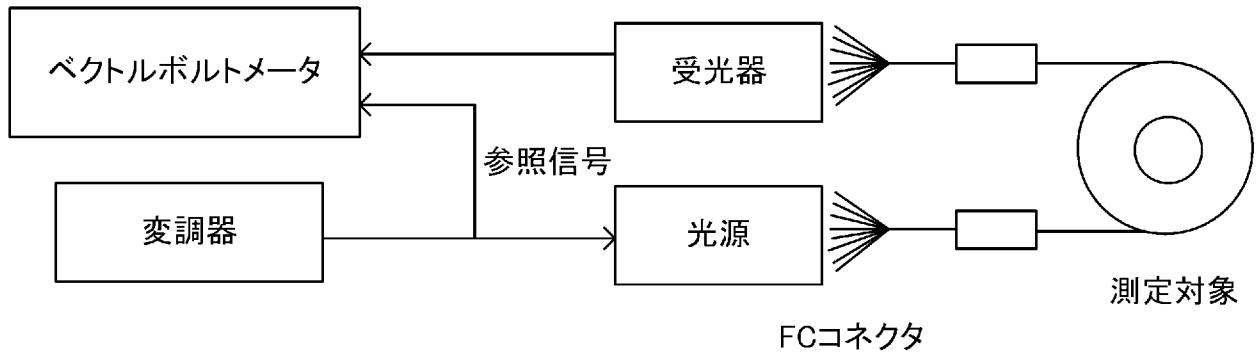 ベクトルボルトメータ
受光器
参照信号
変調器
光源
測定対象
FCコネクタ